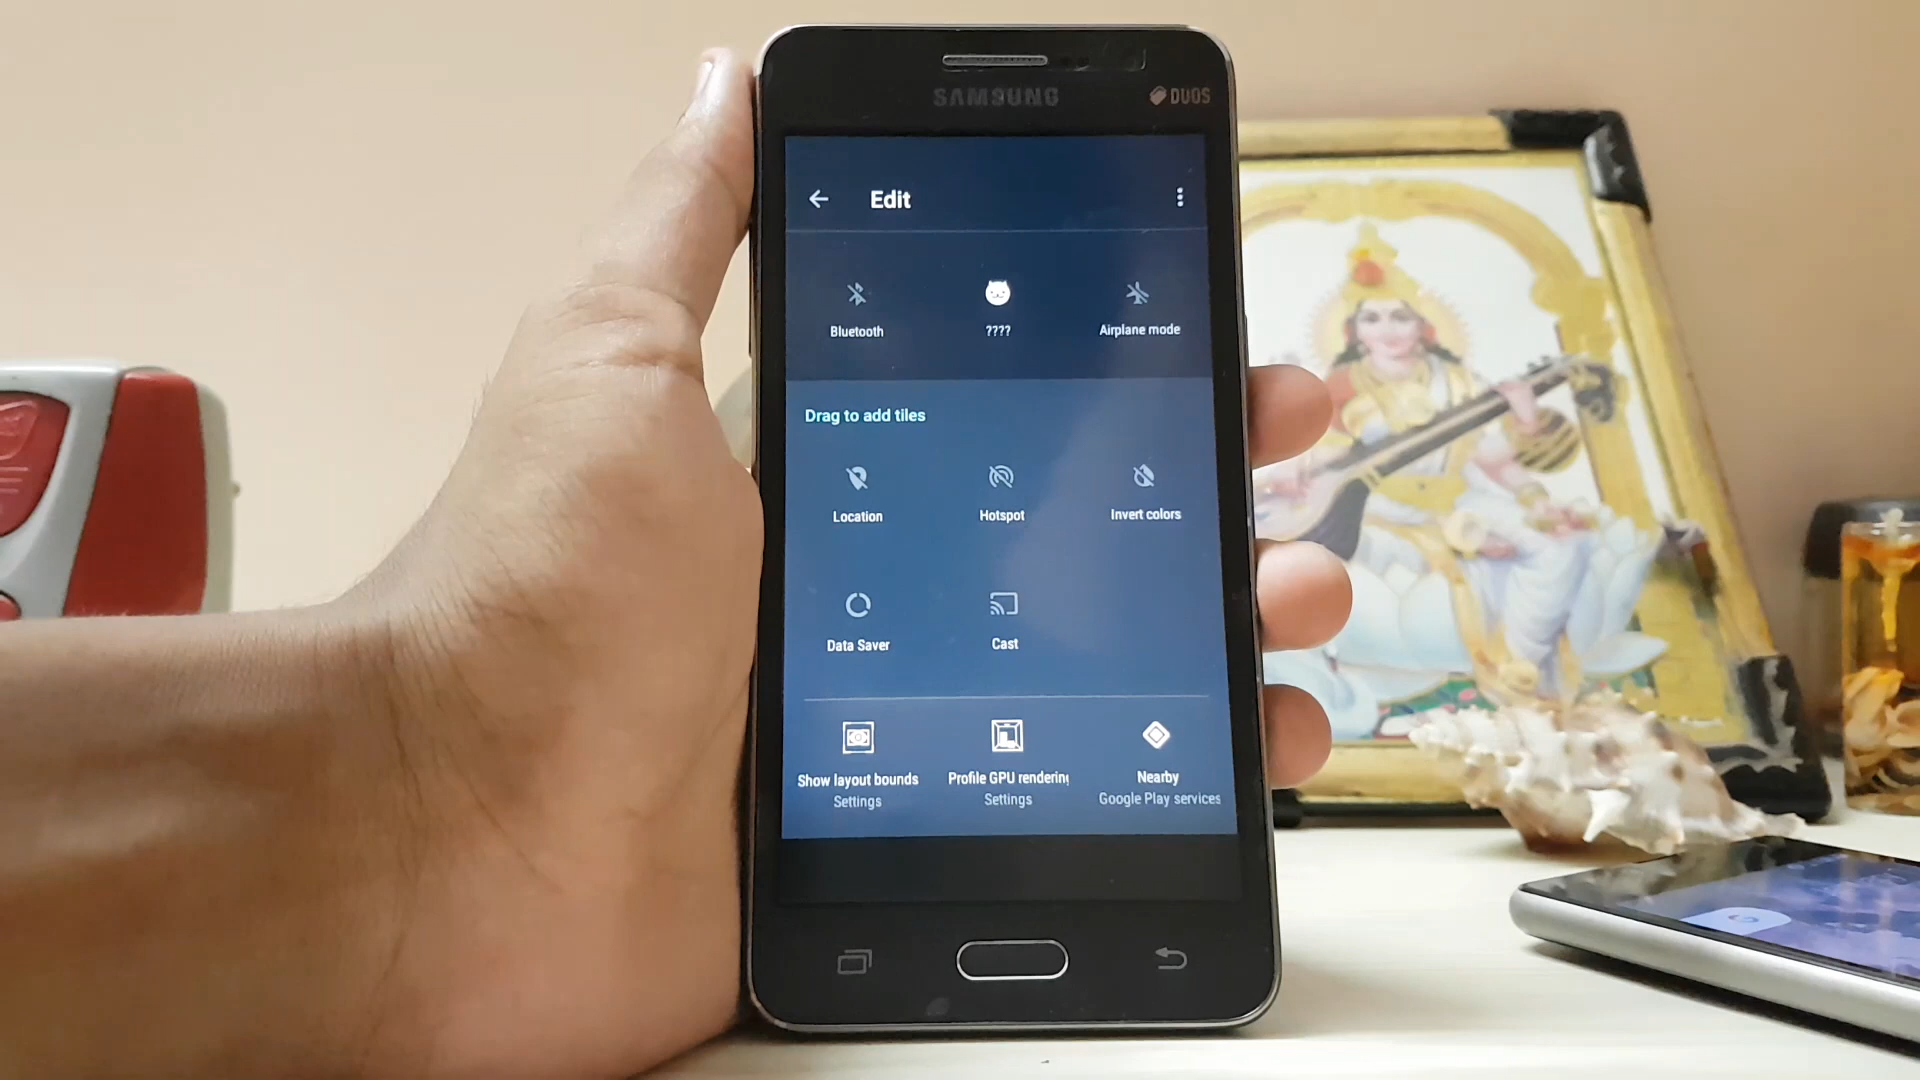 SAMSUNG
DUOS
Edit
Bluetooth
????
Airplane mode
Drag to add tiles
Location
Hotspot
Invert colors
Data Saver
Cast
Show layout bounds
Settings
Profile GPU rendering
Settings
Nearby
Google Play services